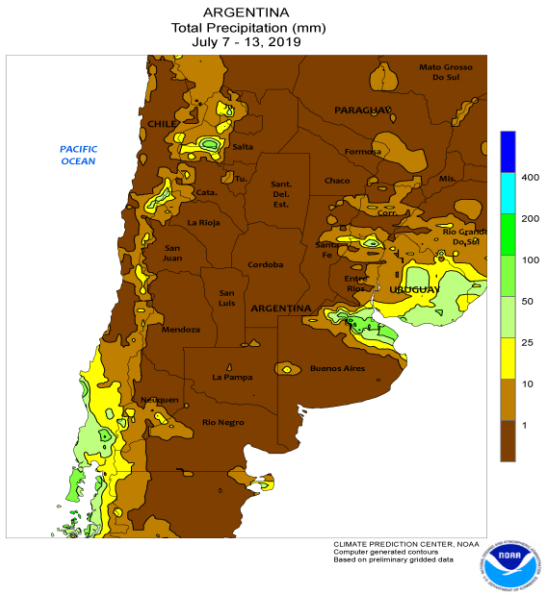 ARGENTINA
Total Precipitation (mm)
July 7 - 13, 2019
Mato Grosso
Do Sul
PARAGUAY
CHILE
PACIFIC
OCEAN
Salta
Formosa
Tu.
Chaco
Mis.
Cata.
Sant.
Del.
Est.
Corr.
La Rioja
Rio Grande
Do Sul
Santa
Fe
San
Juan
Cordoba
Entre
Rios
URUGUAY
San
Luis
ARGENTINA
Mendoza
La Pampa
Buenos Aires
Neuquen
Rio Negro
400
200
100
50
25
10
1
CLIMATE PREDICTION CENTER, NOAA
Computer generated contours
Based on preliminary gridded data
NOAA